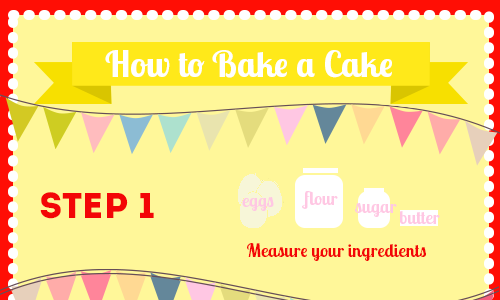 How to Bake a Cake
STEP 1
eggs flour sugar butter
Measure your ingredients